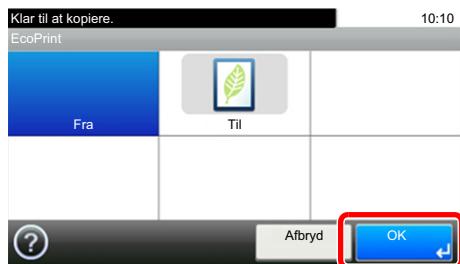 Klar til at kopiere. 10:10
EcoPrint
Fra Til
? Afbryd OK